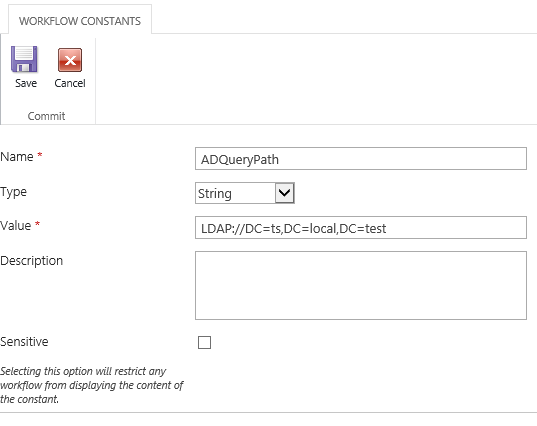 WORKFLOW CONSTANTS
Save Cancel
Commit
Name * ADQueryPath
Type String
Value * LDAP://DC=ts,DC=local,DC=test
Description
Sensitive
Selecting this option will restrict any
workflow from displaying the content of
the constant.